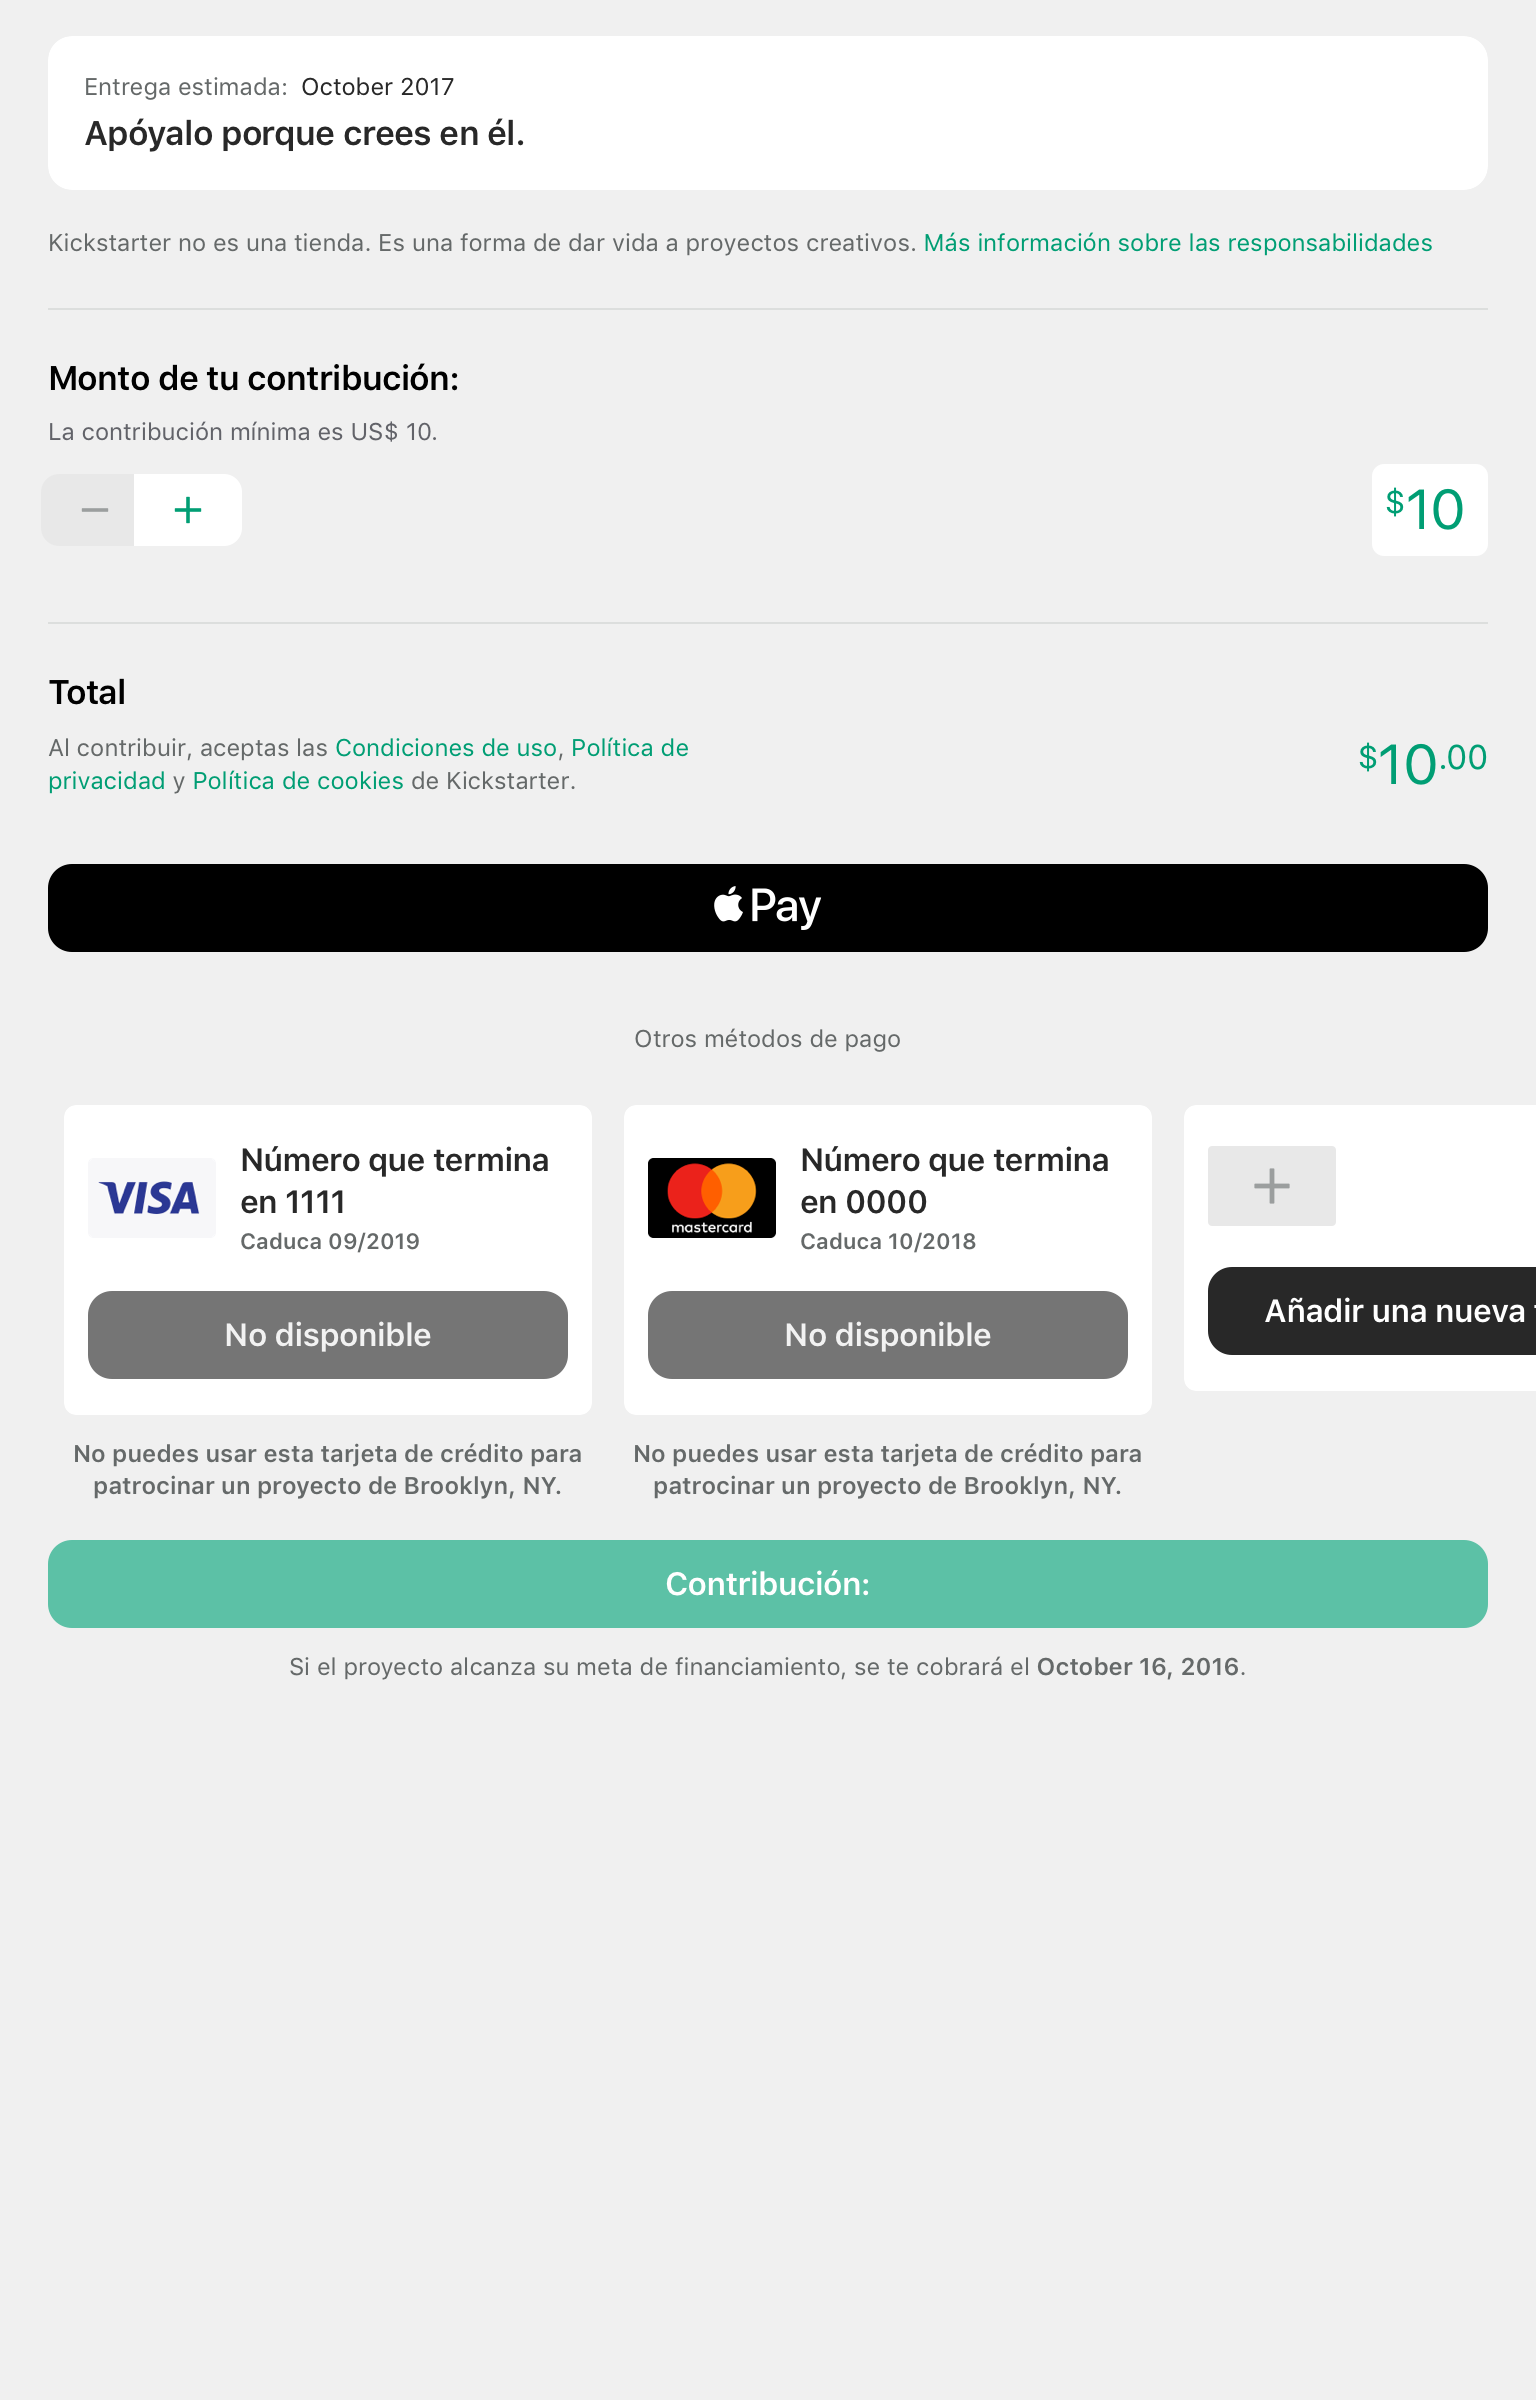 Entrega estimada: October 2017
Apóyalo porque crees en él.
Kickstarter no es una tienda. Es una forma de dar vida a proyectos creativos. Más información sobre las responsabilidades
Monto de tu contribución:
La contribución mínima es US$ 10.
$10
Total
Al contribuir, aceptas las Condiciones de uso, Política de
privacidad y Política de cookies de Kickstarter.
$10.00
Pay
Otros métodos de pago
VISA
Número que termina
en 1111
Caduca 09/2019
No disponible
No puedes usar esta tarjeta de crédito para
patrocinar un proyecto de Brooklyn, NY.
mastercard
Número que termina
en 0000
Caduca 10/2018
No disponible
No puedes usar esta tarjeta de crédito para
patrocinar un proyecto de Brooklyn, NY.
Añadir una nueva
Contribución:
Si el proyecto alcanza su meta de financiamiento, se te cobrará el October 16, 2016.